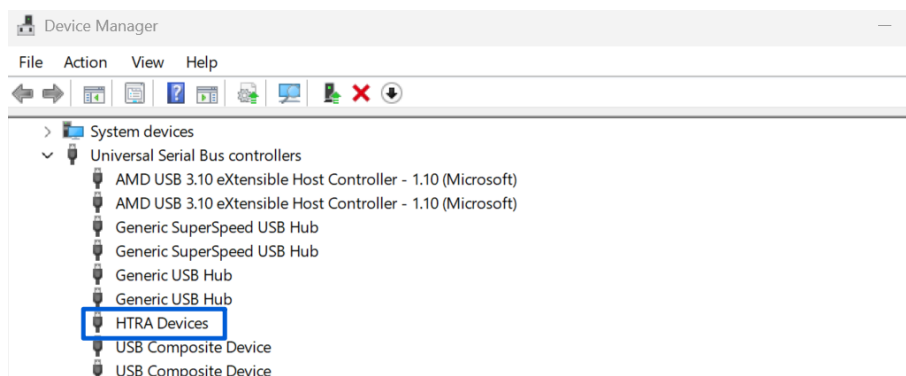 Device Manager
File Action View Help
System devices
Universal Serial Bus controllers
AMD USB 3.10 eXtensible Host Controller - 1.10 (Microsoft)
AMD USB 3.10 eXtensible Host Controller - 1.10 (Microsoft)
Generic SuperSpeed USB Hub
Generic SuperSpeed USB Hub
Generic USB Hub
Generic USB Hub
HTRA Devices
USB Composite Device
USB Composite Device